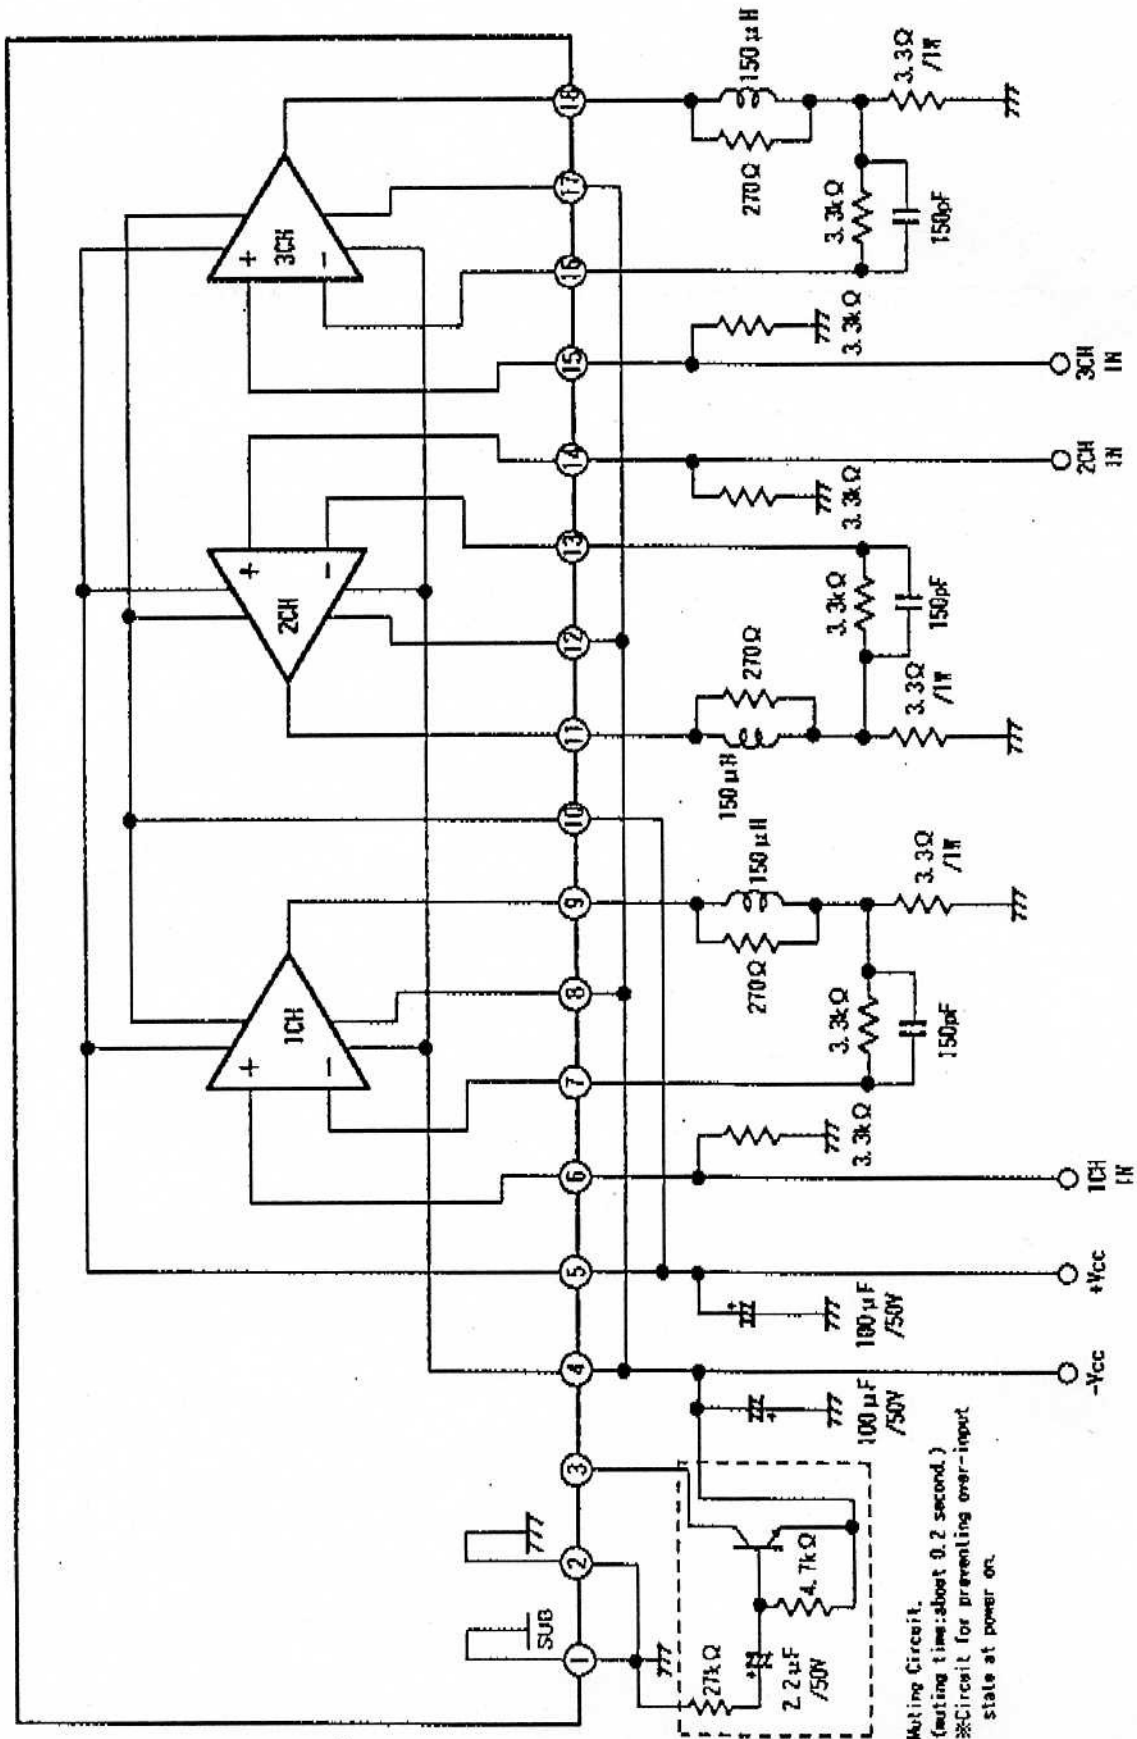 3CH
+
−
2CH
+
−
1CH
+
−
SUB
1
2
3
4
5
6
7
8
9
10
11
12
13
14
15
16
17
18
27kΩ
2.2μF
/50V
4.7kΩ
100μF
/50V
100μF
/50V
3.3kΩ
3.3kΩ
150pF
270Ω
150μH
3.3Ω
/1W
150μH
270Ω
3.3Ω
/1W
3.3kΩ
150pF
3.3kΩ
3.3kΩ
3.3kΩ
150pF
270Ω
150μH
3.3Ω
/1W
-Vcc
+Vcc
1CH
IN
2CH
IN
3CH
IN
Muting Circuit.
(muting time:about 0.2 second.)
※Circuit for preventing over-input
state at power on.